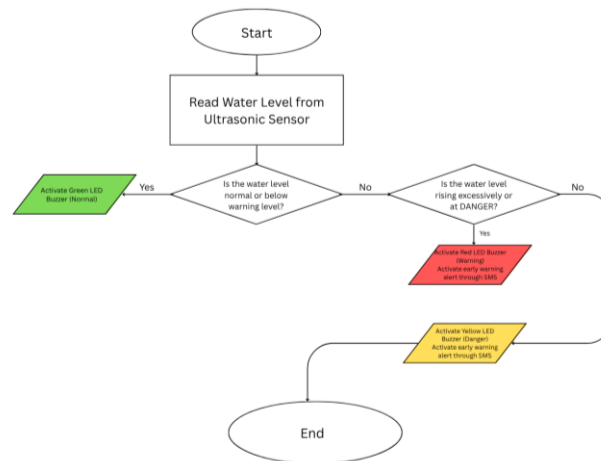 Start
Read Water Level from
Ultrasonic Sensor
Activate Green LED
Buzzer (Normal)
Yes
Is the water level
normal or below
warning level?
No
Is the water level
rising excessively or
at DANGER?
No
Yes
Activate Red LED Buzzer
(Warning)
Activate early warning
alert through SMS
Activate Yellow LED
Buzzer (Danger)
Activate early warning
alert through SMS
End